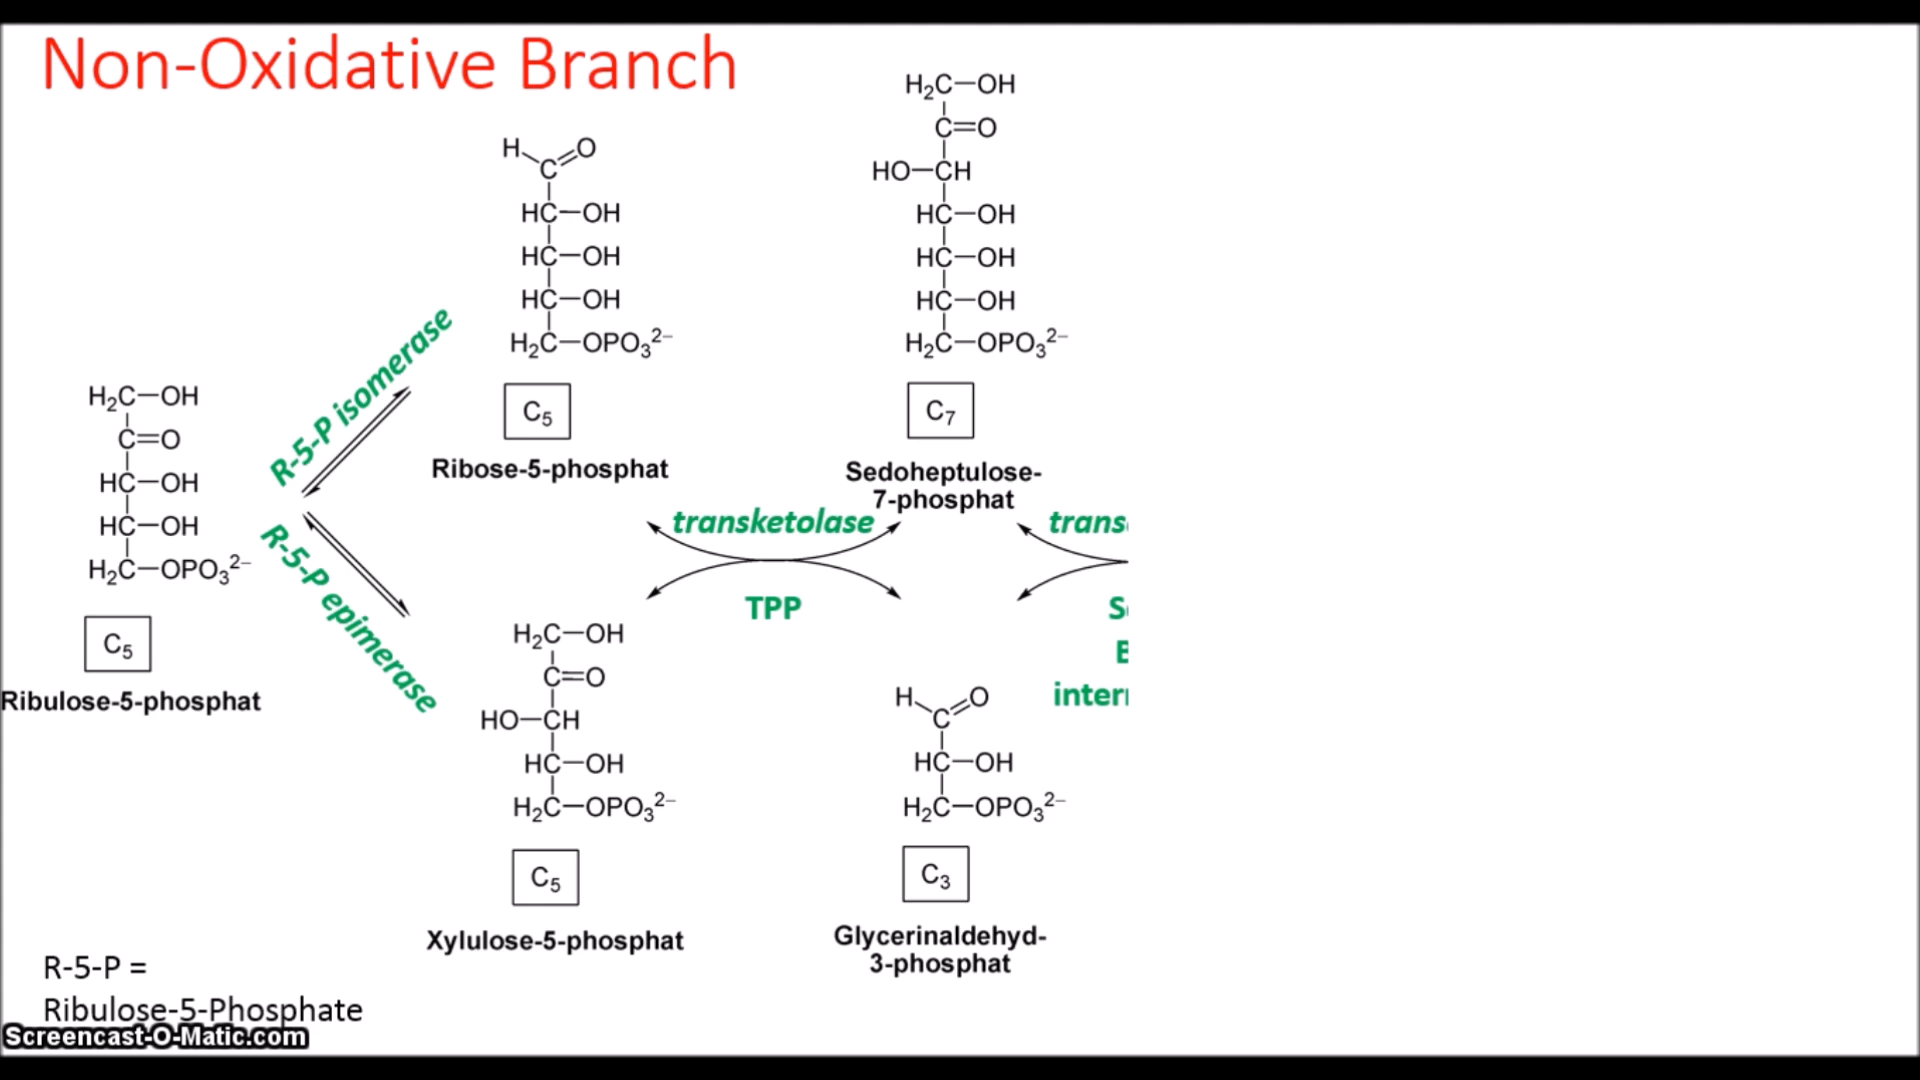 Non-Oxidative Branch
H₂C—OH
C=O
HO—CH
HC—OH
HC—OH
HC—OH
H₂C—OPO₃²⁻
C₇
Sedoheptulose-
7-phosphat
H
C=O
HC—OH
HC—OH
HC—OH
H₂C—OPO₃²⁻
C₅
Ribose-5-phosphat
R-5-P isomerase
H₂C—OH
C=O
HC—OH
HC—OH
H₂C—OPO₃²⁻
C₅
Ribulose-5-phosphat
R-5-P epimerase
transketolase
TPP
H₂C—OH
C=O
HO—CH
HC—OH
H₂C—OPO₃²⁻
C₅
Xylulose-5-phosphat
H
C=O
HC—OH
H₂C—OPO₃²⁻
C₃
Glycerinaldehyd-
3-phosphat
R-5-P =
Ribulose-5-Phosphate
Screencast-O-Matic.com